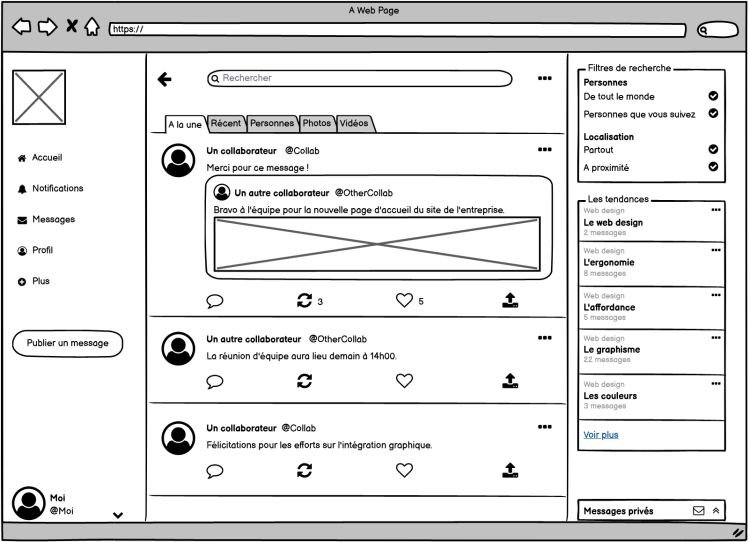 A Web Page
https://
Accueil
Notifications
Messages
Profil
Plus
Publier un message
Moi
@Moi
Rechercher
A la une
Récent
Personnes
Photos
Vidéos
Un collaborateur @Collab
Merci pour ce message !
Un autre collaborateur @OtherCollab
Bravo à l'équipe pour la nouvelle page d'accueil du site de l'entreprise.
3
5
Un autre collaborateur @OtherCollab
La réunion d'équipe aura lieu demain à 14h00.
Un collaborateur @Collab
Félicitations pour les efforts sur l'intégration graphique.
Filtres de recherche
Personnes
De tout le monde
Personnes que vous suivez
Localisation
Partout
A proximité
Les tendances
Web design
Le web design
2 messages
Web design
L'ergonomie
8 messages
Web design
L'affordance
5 messages
Web design
Le graphisme
22 messages
Web design
Les couleurs
3 messages
Voir plus
Messages privés